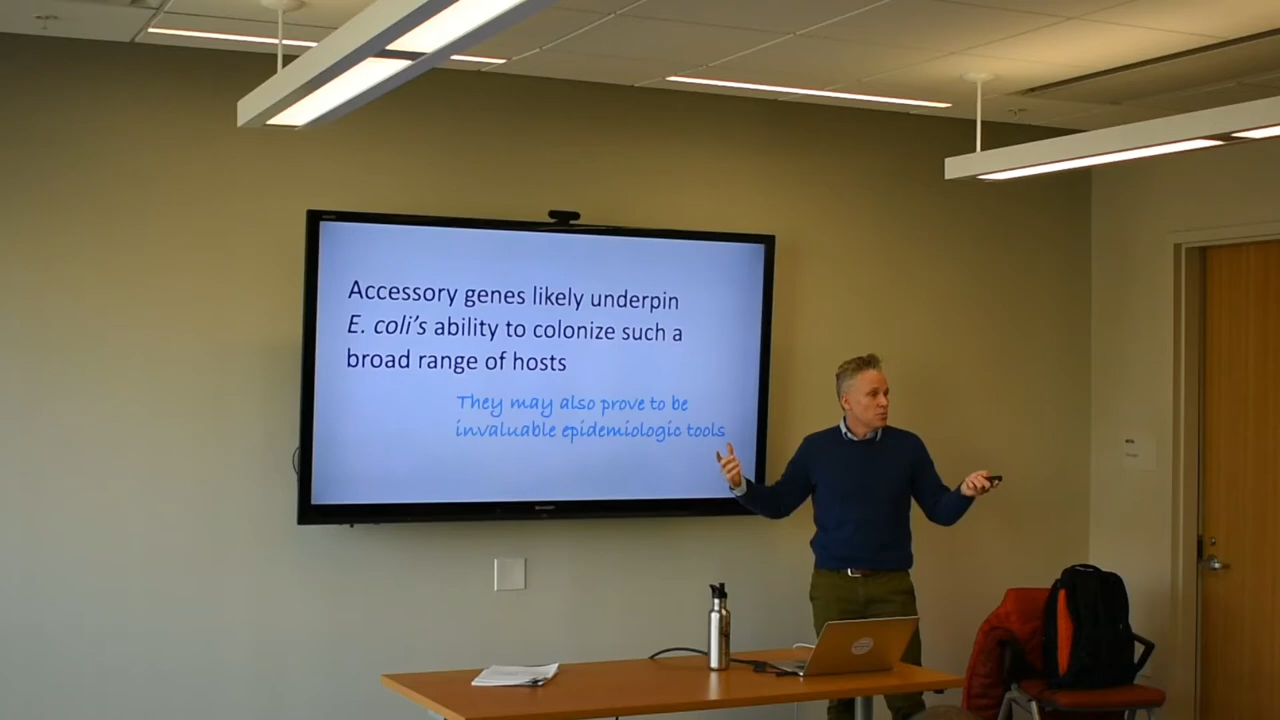 Accessory genes likely underpin
E. coli's ability to colonize such a
broad range of hosts
They may also prove to be
invaluable epidemiologic tools
SHARP